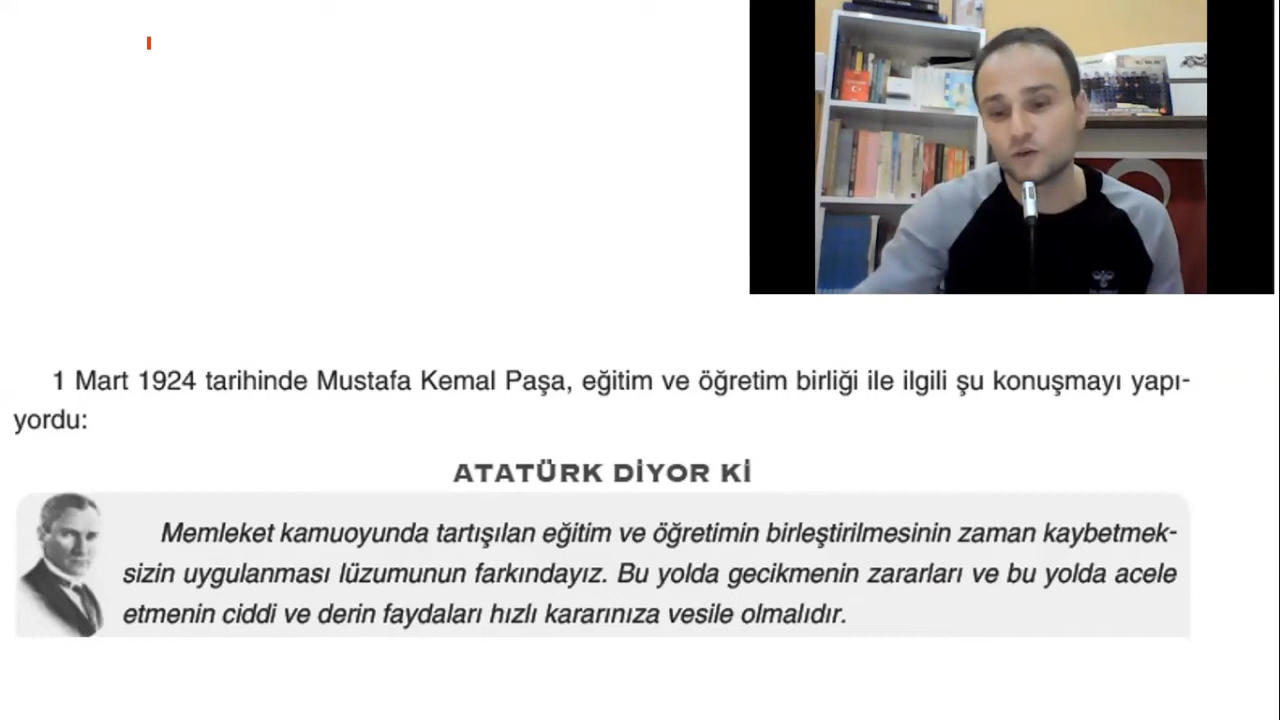 1 Mart 1924 tarihinde Mustafa Kemal Paşa, eğitim ve öğretim birliği ile ilgili şu konuşmayı yapı-
yordu:
ATATÜRK DİYOR Kİ
Memleket kamuoyunda tartışılan eğitim ve öğretimin birleştirilmesinin zaman kaybetmek-
sizin uygulanması lüzumunun farkındayız. Bu yolda gecikmenin zararları ve bu yolda acele
etmenin ciddi ve derin faydaları hızlı kararınıza vesile olmalıdır.